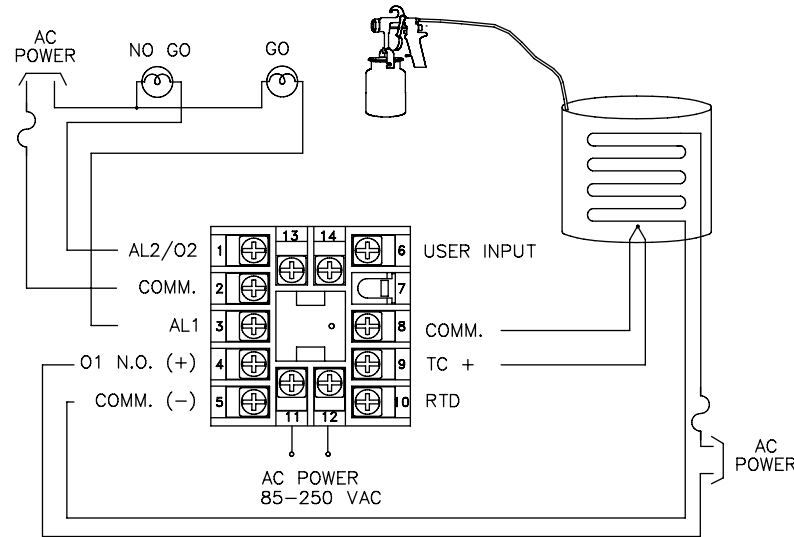 AC
POWER
NO GO
GO
13
14
AL2/O2
1
6
USER INPUT
COMM.
2
7
AL1
3
8
COMM.
O1 N.O. (+)
4
9
TC +
COMM. (−)
5
10
RTD
11
12
AC POWER
85−250 VAC
AC
POWER